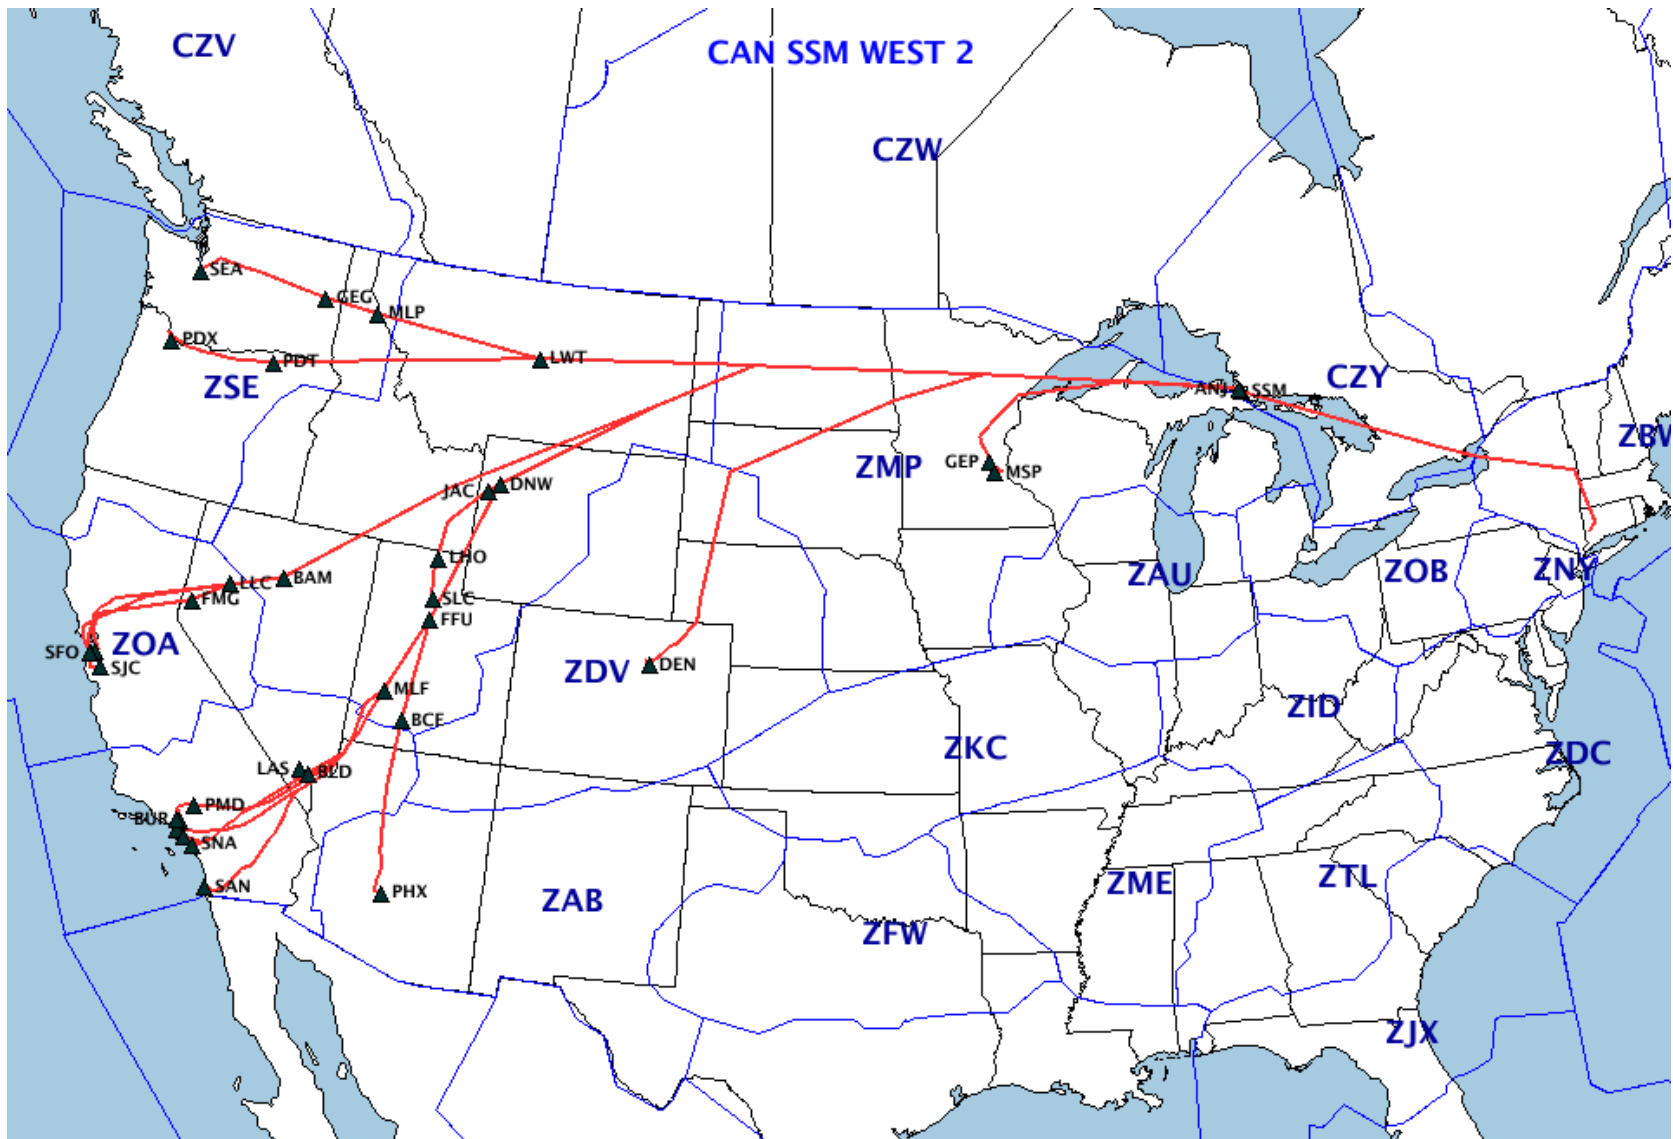 CZV
CAN SSM WEST 2
CZW
SEA
GEG
MLP
PDX
PDT
LWT
ZSE
CZY
ANJ
SSM
ZBW
ZMP
GEP
MSP
JAC
DNW
LHO
LLC
BAM
FMG
SLC
FFU
ZAU
ZOB
ZNY
SFO
ZOA
SJC
ZDV
DEN
MLF
BCE
ZID
ZKC
ZDC
LAS
BLD
PMD
BUR
SNA
SAN
PHX
ZAB
ZME
ZTL
ZFW
ZJX